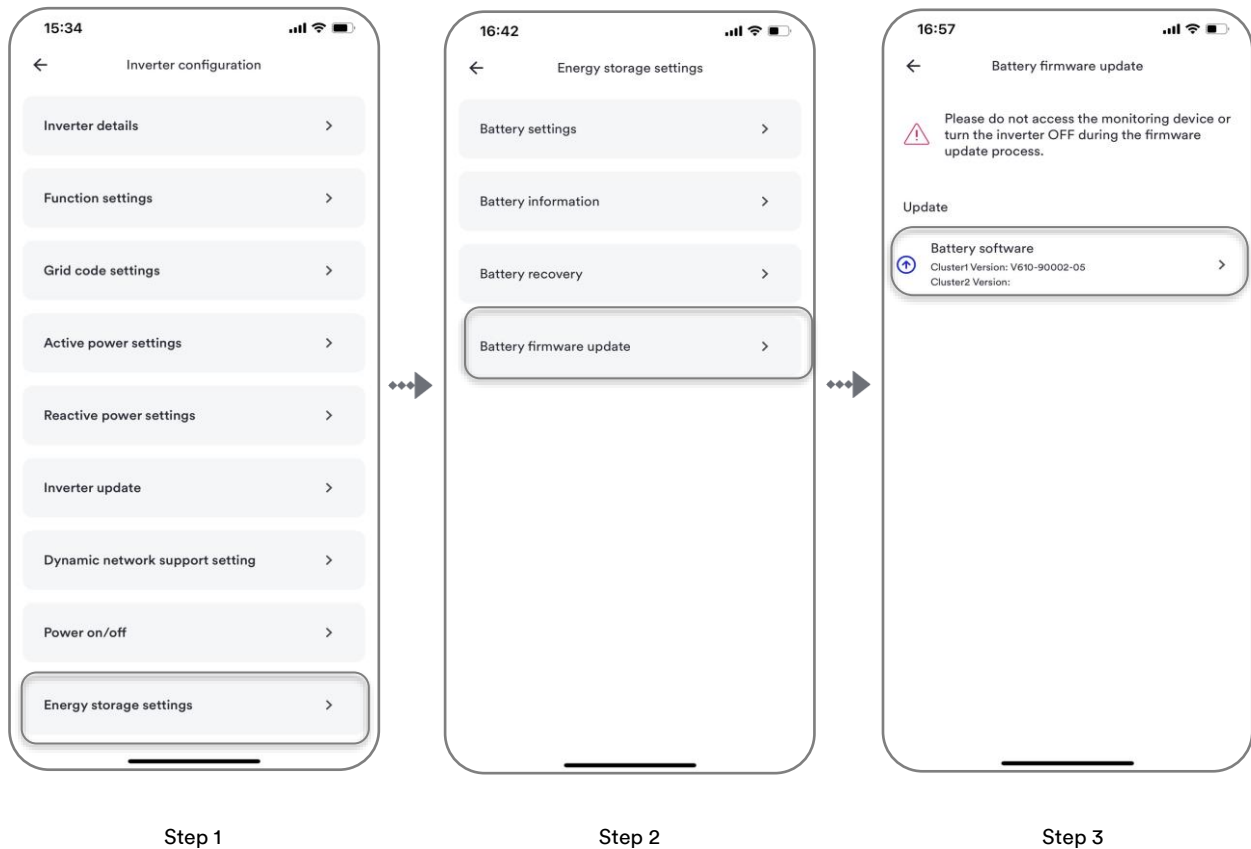 15:34
Inverter configuration
Inverter details
Function settings
Grid code settings
Active power settings
Reactive power settings
Inverter update
Dynamic network support setting
Power on/off
Energy storage settings
Step 1
16:42
Energy storage settings
Battery settings
Battery information
Battery recovery
Battery firmware update
Step 2
16:57
Battery firmware update
Please do not access the monitoring device or
turn the inverter OFF during the firmware
update process.
Update
Battery software
Cluster1 Version: V610-90002-05
Cluster2 Version:
Step 3